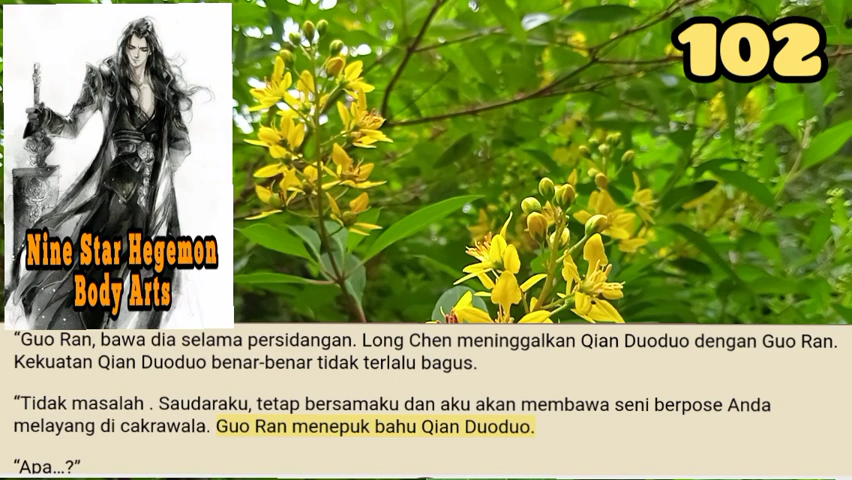 102
Nine Star Hegemon
Body Arts
“Guo Ran, bawa dia selama persidangan. Long Chen meninggalkan Qian Duoduo dengan Guo Ran.
Kekuatan Qian Duoduo benar-benar tidak terlalu bagus.
“Tidak masalah . Saudaraku, tetap bersamaku dan aku akan membawa seni berpose Anda
melayang di cakrawala. Guo Ran menepuk bahu Qian Duoduo.
“Apa…?”